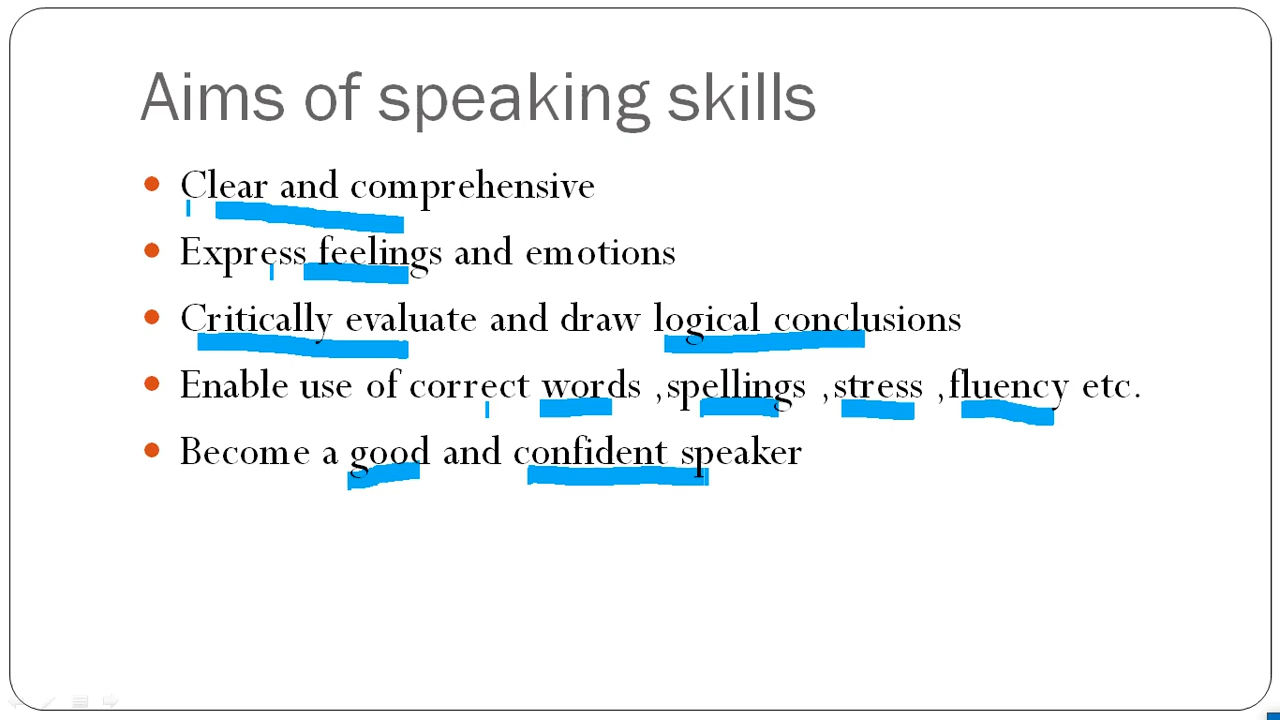 Aims of speaking skills
• Clear and comprehensive
• Express feelings and emotions
• Critically evaluate and draw logical conclusions
• Enable use of correct words ,spellings ,stress ,fluency etc.
• Become a good and confident speaker